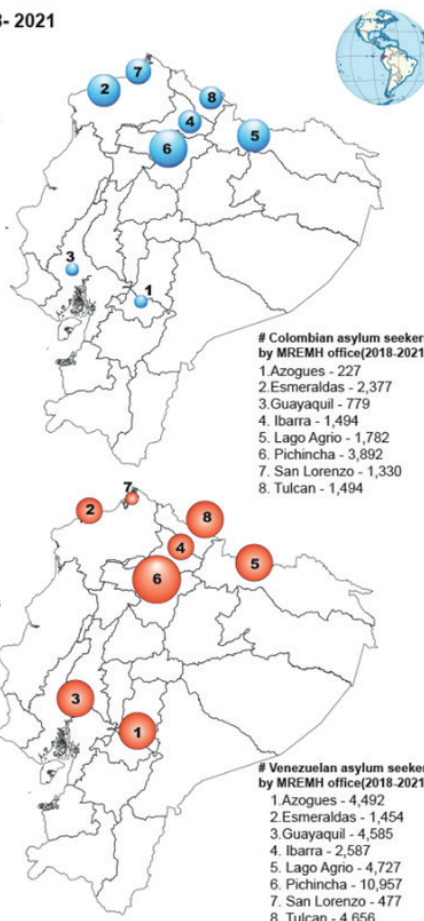 - 2021
7
2
8
4
5
6
3
1
# Colombian asylum seeker
by MREMH office(2018-2021
1.Azogues - 227
2.Esmeraldas - 2,377
3.Guayaquil - 779
4. Ibarra - 1,494
5. Lago Agrio - 1,782
6. Pichincha - 3,892
7. San Lorenzo - 1,330
8. Tulcan - 1,494
7
2
8
4
5
6
3
1
# Venezuelan asylum seeker
by MREMH office(2018-2021
1.Azogues - 4,492
2.Esmeraldas - 1,454
3.Guayaquil - 4,585
4. Ibarra - 2,587
5. Lago Agrio - 4,727
6. Pichincha - 10,957
7. San Lorenzo - 477
8. Tulcan - 4,656